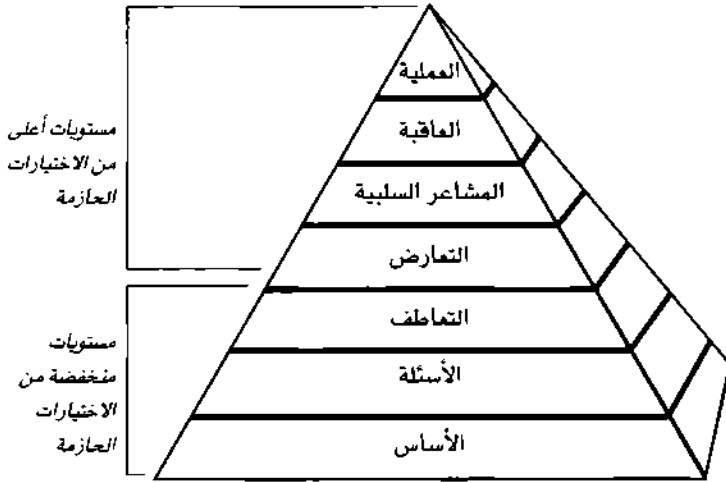 العملية
العاقبة
المشاعر السلبية
التعارض
التعاطف
الأسئلة
الأساس
مستويات أعلى
من الاختيارات
الحازمة
مستويات
منخفضة من
الاختيارات
الحازمة